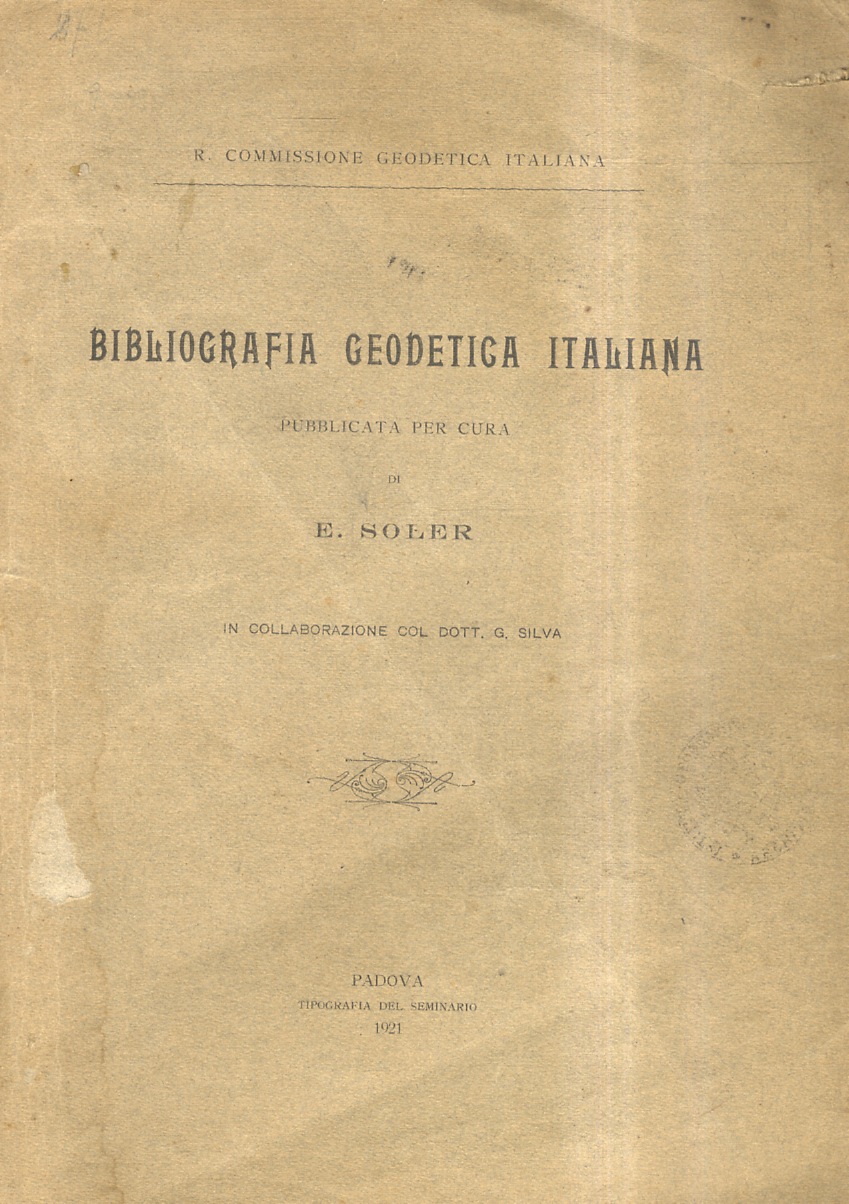 R. COMMISSIONE GEODETICA ITALIANA
BIBLIOGRAFIA GEODETICA ITALIANA
PUBBLICATA PER CURA
DI
E. SOLER
IN COLLABORAZIONE COL DOTT. G. SILVA
PADOVA
TIPOGRAFIA DEL SEMINARIO
1921